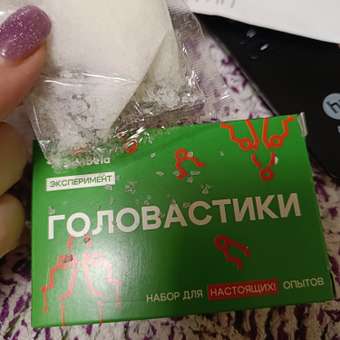 ЭКСПЕРИМЕНТ
ГОЛОВАСТИКИ
НАБОР ДЛЯ НАСТОЯЩИХ! ОПЫТОВ